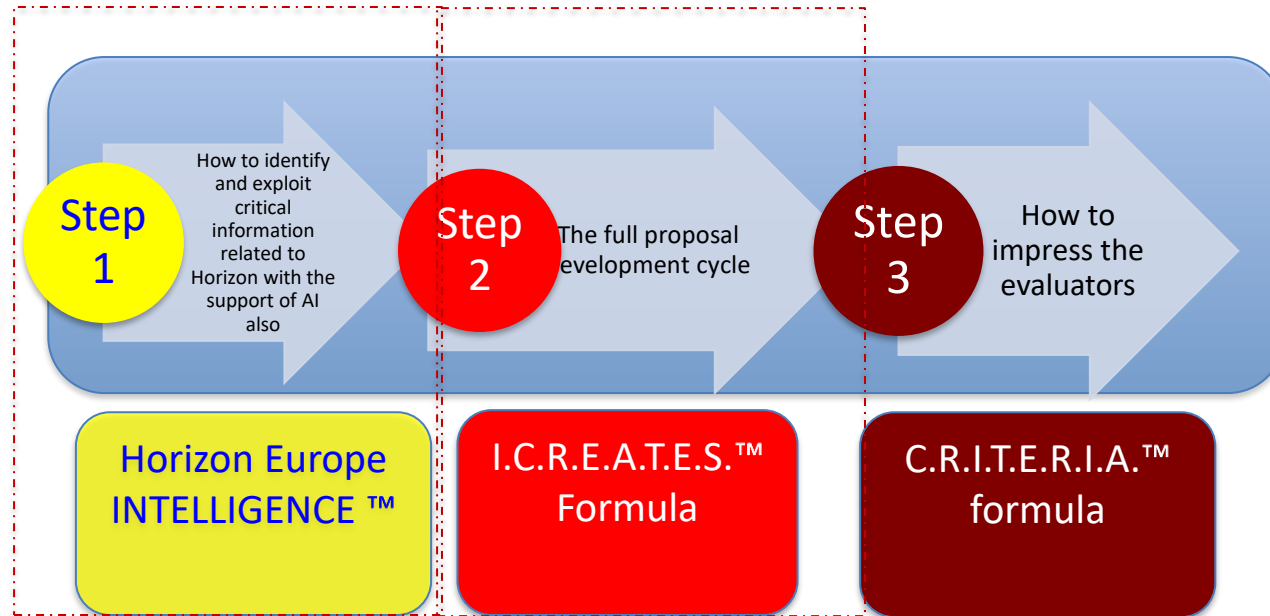 Step
1
How to identify
and exploit
critical
information
related to
Horizon with the
support of AI
also
Step
2
The full proposal
evelopment cycle
Step
3
How to
impress the
evaluators
Horizon Europe
INTELLIGENCE ™
I.C.R.E.A.T.E.S.™
Formula
C.R.I.T.E.R.I.A.™
formula